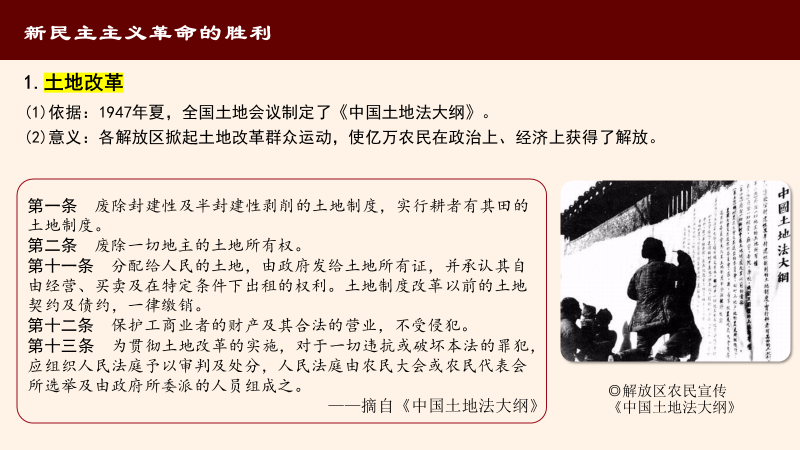 新民主主义革命的胜利
1. 土地改革
(1)依据：1947年夏，全国土地会议制定了《中国土地法大纲》。
(2)意义：各解放区掀起土地改革群众运动，使亿万农民在政治上、经济上获得了解放。
第一条 废除封建性及半封建性剥削的土地制度，实行耕者有其田的
土地制度。
第二条 废除一切地主的土地所有权。
第十一条 分配给人民的土地，由政府发给土地所有证，并承认其自
由经营、买卖及在特定条件下出租的权利。土地制度改革以前的土地
契约及债约，一律缴销。
第十二条 保护工商业者的财产及其合法的营业，不受侵犯。
第十三条 为贯彻土地改革的实施，对于一切违抗或破坏本法的罪犯，
应组织人民法庭予以审判及处分，人民法庭由农民大会或农民代表会
所选举及由政府所委派的人员组成之。
——摘自《中国土地法大纲》
中國土地法大綱
◎解放区农民宣传
《中国土地法大纲》